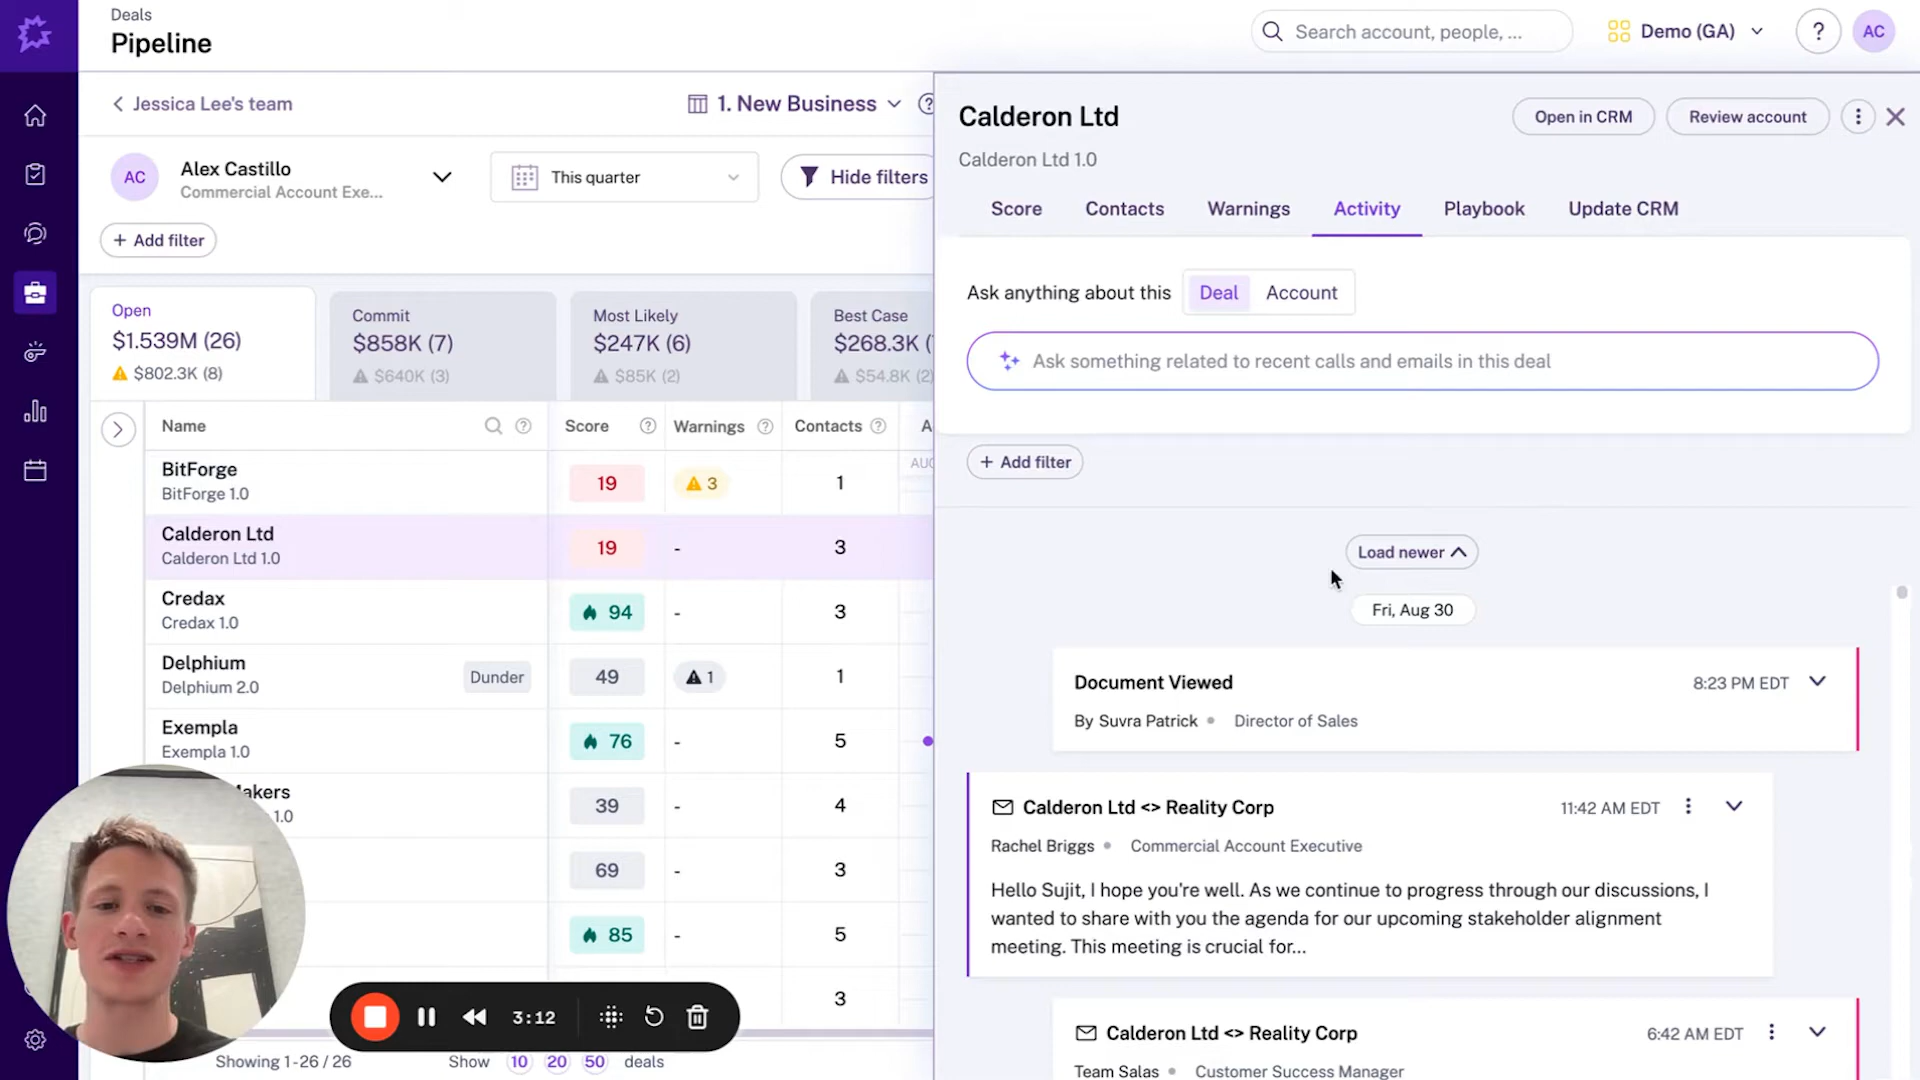 Deals
Pipeline
Search account, people, ...
Demo (GA)
?
AC
Jessica Lee's team
1. New Business
?
AC
Alex Castillo
Commercial Account Exe...
This quarter
Hide filters
+ Add filter
Open
$1.539M (26)
$802.3K (8)
Commit
$858K (7)
$640K (3)
Most Likely
$247K (6)
$85K (2)
Best Case
$268.3K (
$54.8K (2)
Name
?
Score
?
Warnings
?
Contacts
?
A
AUG
BitForge
BitForge 1.0
19
3
1
Calderon Ltd
Calderon Ltd 1.0
19
-
3
Credax
Credax 1.0
94
-
3
Delphium
Delphium 2.0
Dunder
49
1
1
Exempla
Exempla 1.0
76
-
5
akers
1.0
39
-
4
69
-
3
85
-
5
3
3:12
Showing 1-26 / 26
Show
10
20
50
deals
Calderon Ltd
Calderon Ltd 1.0
Open in CRM
Review account
Score
Contacts
Warnings
Activity
Playbook
Update CRM
Ask anything about this
Deal
Account
Ask something related to recent calls and emails in this deal
+ Add filter
Load newer
Fri, Aug 30
Document Viewed
8:23 PM EDT
By Suvra Patrick • Director of Sales
Calderon Ltd <> Reality Corp
11:42 AM EDT
Rachel Briggs • Commercial Account Executive
Hello Sujit, I hope you're well. As we continue to progress through our discussions, I
wanted to share with you the agenda for our upcoming stakeholder alignment
meeting. This meeting is crucial for...
Calderon Ltd <> Reality Corp
6:42 AM EDT
Team Salas • Customer Success Manager